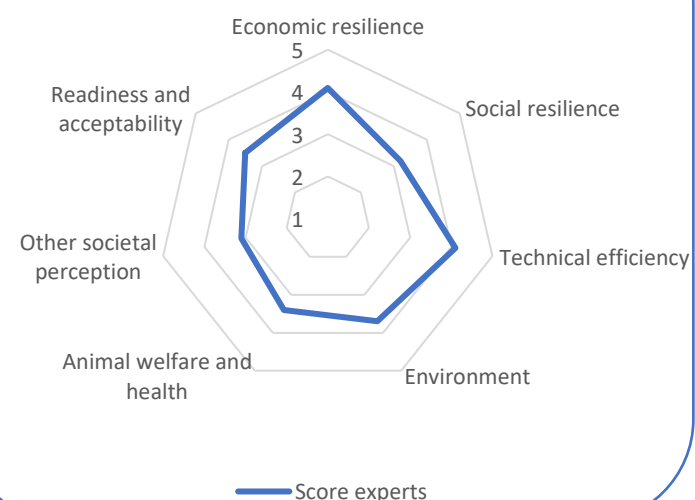 Economic resilience
5
4
3
2
1
Social resilience
Technical efficiency
Environment
Animal welfare and
health
Other societal
perception
Readiness and
acceptability
Score experts